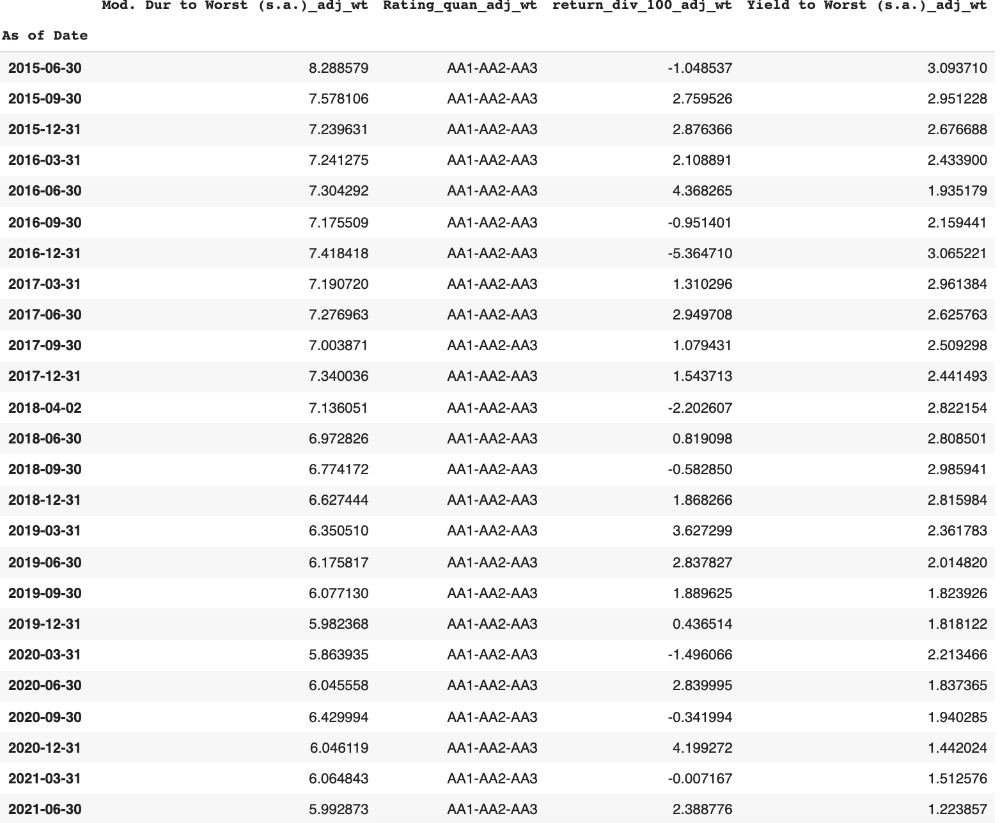 Mod. Dur to Worst (s.a.)_adj_wt Rating_quan_adj_wt return_div_100_adj_wt Yield to Worst (s.a.)_adj_wt
As of Date
2015-06-30 8.288579 AA1-AA2-AA3 -1.048537 3.093710
2015-09-30 7.578106 AA1-AA2-AA3 2.759526 2.951228
2015-12-31 7.239631 AA1-AA2-AA3 2.876366 2.676688
2016-03-31 7.241275 AA1-AA2-AA3 2.108891 2.433900
2016-06-30 7.304292 AA1-AA2-AA3 4.368265 1.935179
2016-09-30 7.175509 AA1-AA2-AA3 -0.951401 2.159441
2016-12-31 7.418418 AA1-AA2-AA3 -5.364710 3.065221
2017-03-31 7.190720 AA1-AA2-AA3 1.310296 2.961384
2017-06-30 7.276963 AA1-AA2-AA3 2.949708 2.625763
2017-09-30 7.003871 AA1-AA2-AA3 1.079431 2.509298
2017-12-31 7.340036 AA1-AA2-AA3 1.543713 2.441493
2018-04-02 7.136051 AA1-AA2-AA3 -2.202607 2.822154
2018-06-30 6.972826 AA1-AA2-AA3 0.819098 2.808501
2018-09-30 6.774172 AA1-AA2-AA3 -0.582850 2.985941
2018-12-31 6.627444 AA1-AA2-AA3 1.868266 2.815984
2019-03-31 6.350510 AA1-AA2-AA3 3.627299 2.361783
2019-06-30 6.175817 AA1-AA2-AA3 2.837827 2.014820
2019-09-30 6.077130 AA1-AA2-AA3 1.889625 1.823926
2019-12-31 5.982368 AA1-AA2-AA3 0.436514 1.818122
2020-03-31 5.863935 AA1-AA2-AA3 -1.496066 2.213466
2020-06-30 6.045558 AA1-AA2-AA3 2.839995 1.837365
2020-09-30 6.429994 AA1-AA2-AA3 -0.341994 1.940285
2020-12-31 6.046119 AA1-AA2-AA3 4.199272 1.442024
2021-03-31 6.064843 AA1-AA2-AA3 -0.007167 1.512576
2021-06-30 5.992873 AA1-AA2-AA3 2.388776 1.223857